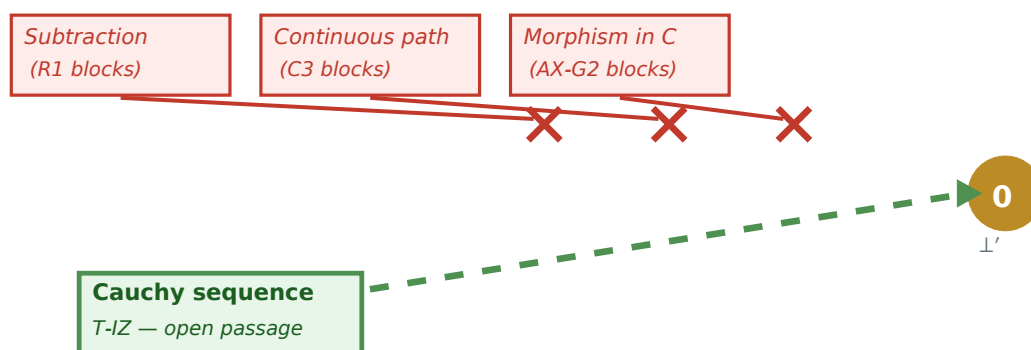 Subtraction
(R1 blocks)
Continuous path
(C3 blocks)
Morphism in C
(AX-G2 blocks)
0
⊥′
Cauchy sequence
T-IZ — open passage